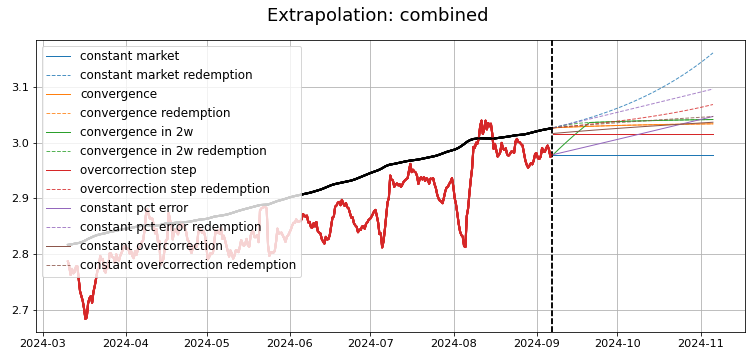 Extrapolation: combined
constant market
constant market redemption
convergence
convergence redemption
convergence in 2w
convergence in 2w redemption
overcorrection step
overcorrection step redemption
constant pct error
constant pct error redemption
constant overcorrection
constant overcorrection redemption
3.1
3.0
2.9
2.8
2.7
2024-03
2024-04
2024-05
2024-06
2024-07
2024-08
2024-09
2024-10
2024-11